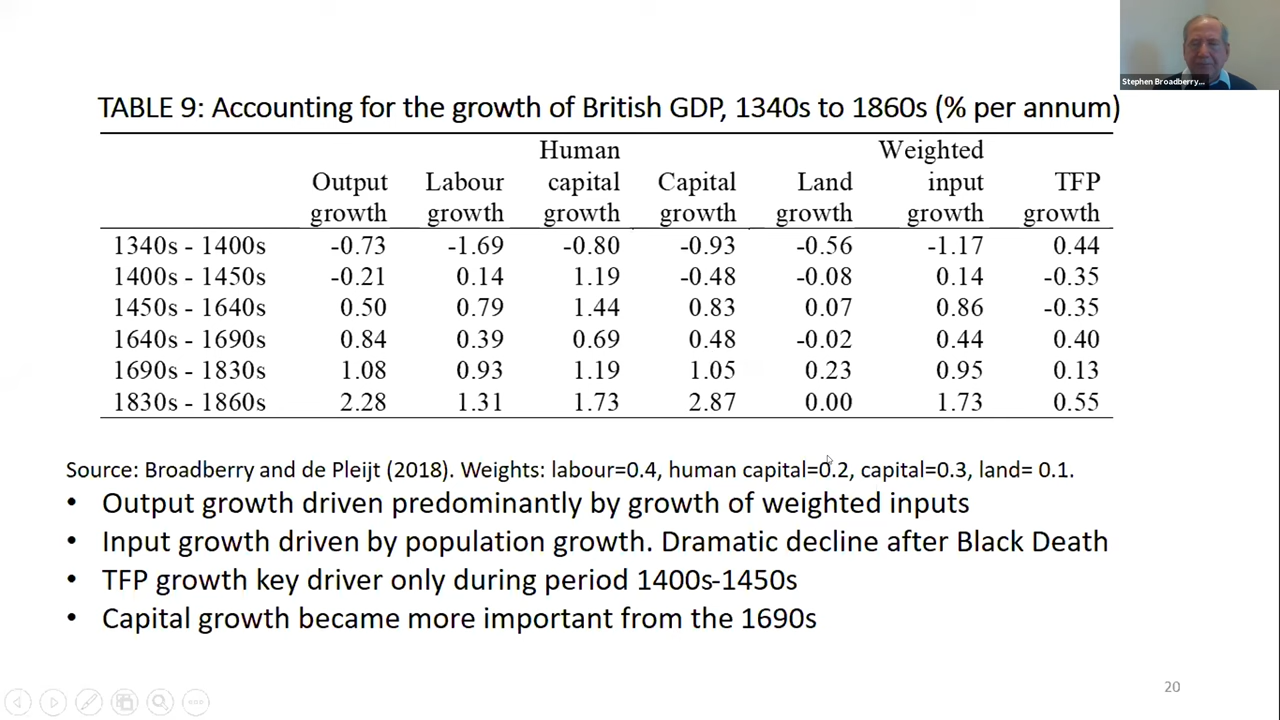 Stephen Broadberry...
TABLE 9: Accounting for the growth of British GDP, 1340s to 1860s (% per annum)
Output growth Labour growth Human capital growth Capital growth Land growth Weighted input growth TFP growth
1340s - 1400s -0.73 -1.69 -0.80 -0.93 -0.56 -1.17 0.44
1400s - 1450s -0.21 0.14 1.19 -0.48 -0.08 0.14 -0.35
1450s - 1640s 0.50 0.79 1.44 0.83 0.07 0.86 -0.35
1640s - 1690s 0.84 0.39 0.69 0.48 -0.02 0.44 0.40
1690s - 1830s 1.08 0.93 1.19 1.05 0.23 0.95 0.13
1830s - 1860s 2.28 1.31 1.73 2.87 0.00 1.73 0.55
Source: Broadberry and de Pleijt (2018). Weights: labour=0.4, human capital=0.2, capital=0.3, land= 0.1.
• Output growth driven predominantly by growth of weighted inputs
• Input growth driven by population growth. Dramatic decline after Black Death
• TFP growth key driver only during period 1400s-1450s
• Capital growth became more important from the 1690s
20